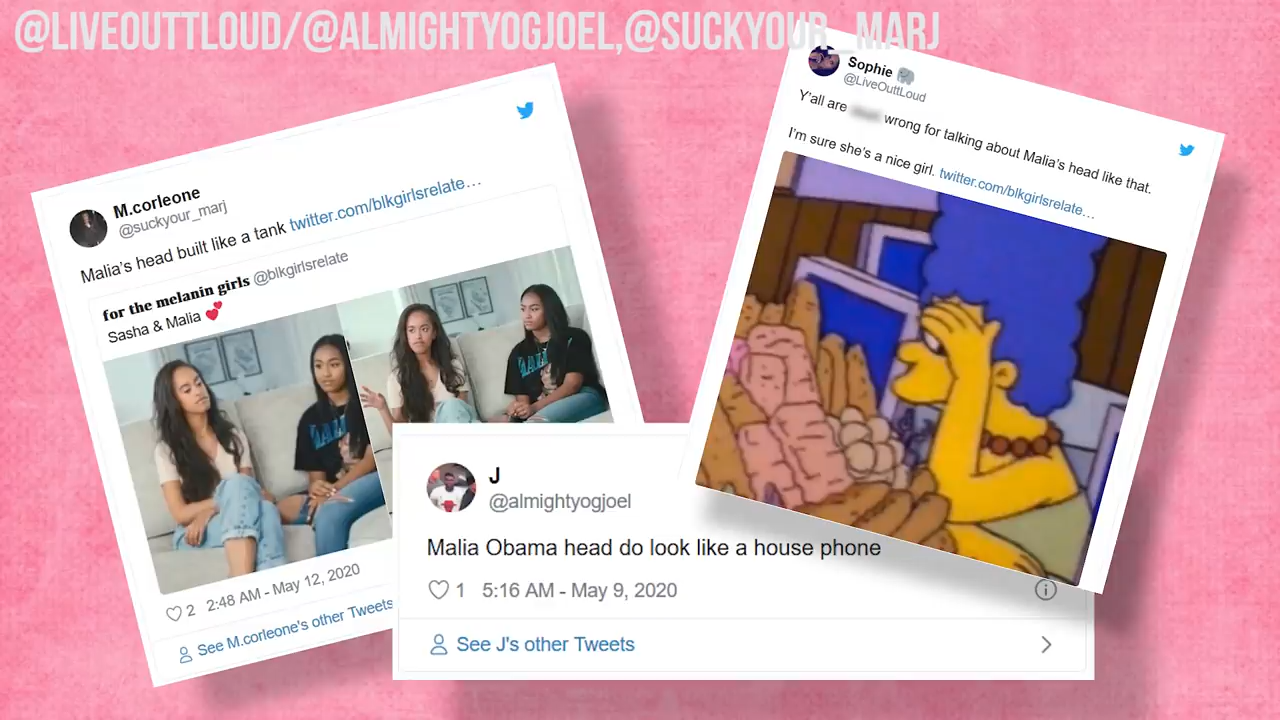 @LIVEOUTTLOUD/@ALMIGHTYOGJOEL,@SUCKYOUR_MARJ
M.corleone
@suckyour_marj
Malia's head built like a tank twitter.com/blkgirlsrelate…
for the melanin girls @blkgirlsrelate
Sasha & Malia 💕
2 2:48 AM - May 12, 2020
See M.corleone's other Tweets
J
@almightyogjoel
Malia Obama head do look like a house phone
1 5:16 AM - May 9, 2020
See J's other Tweets
Sophie 🐘
@LiveOuttLoud
Y'all are wrong for talking about Malia's head like that.
I'm sure she's a nice girl. twitter.com/blkgirlsrelate…